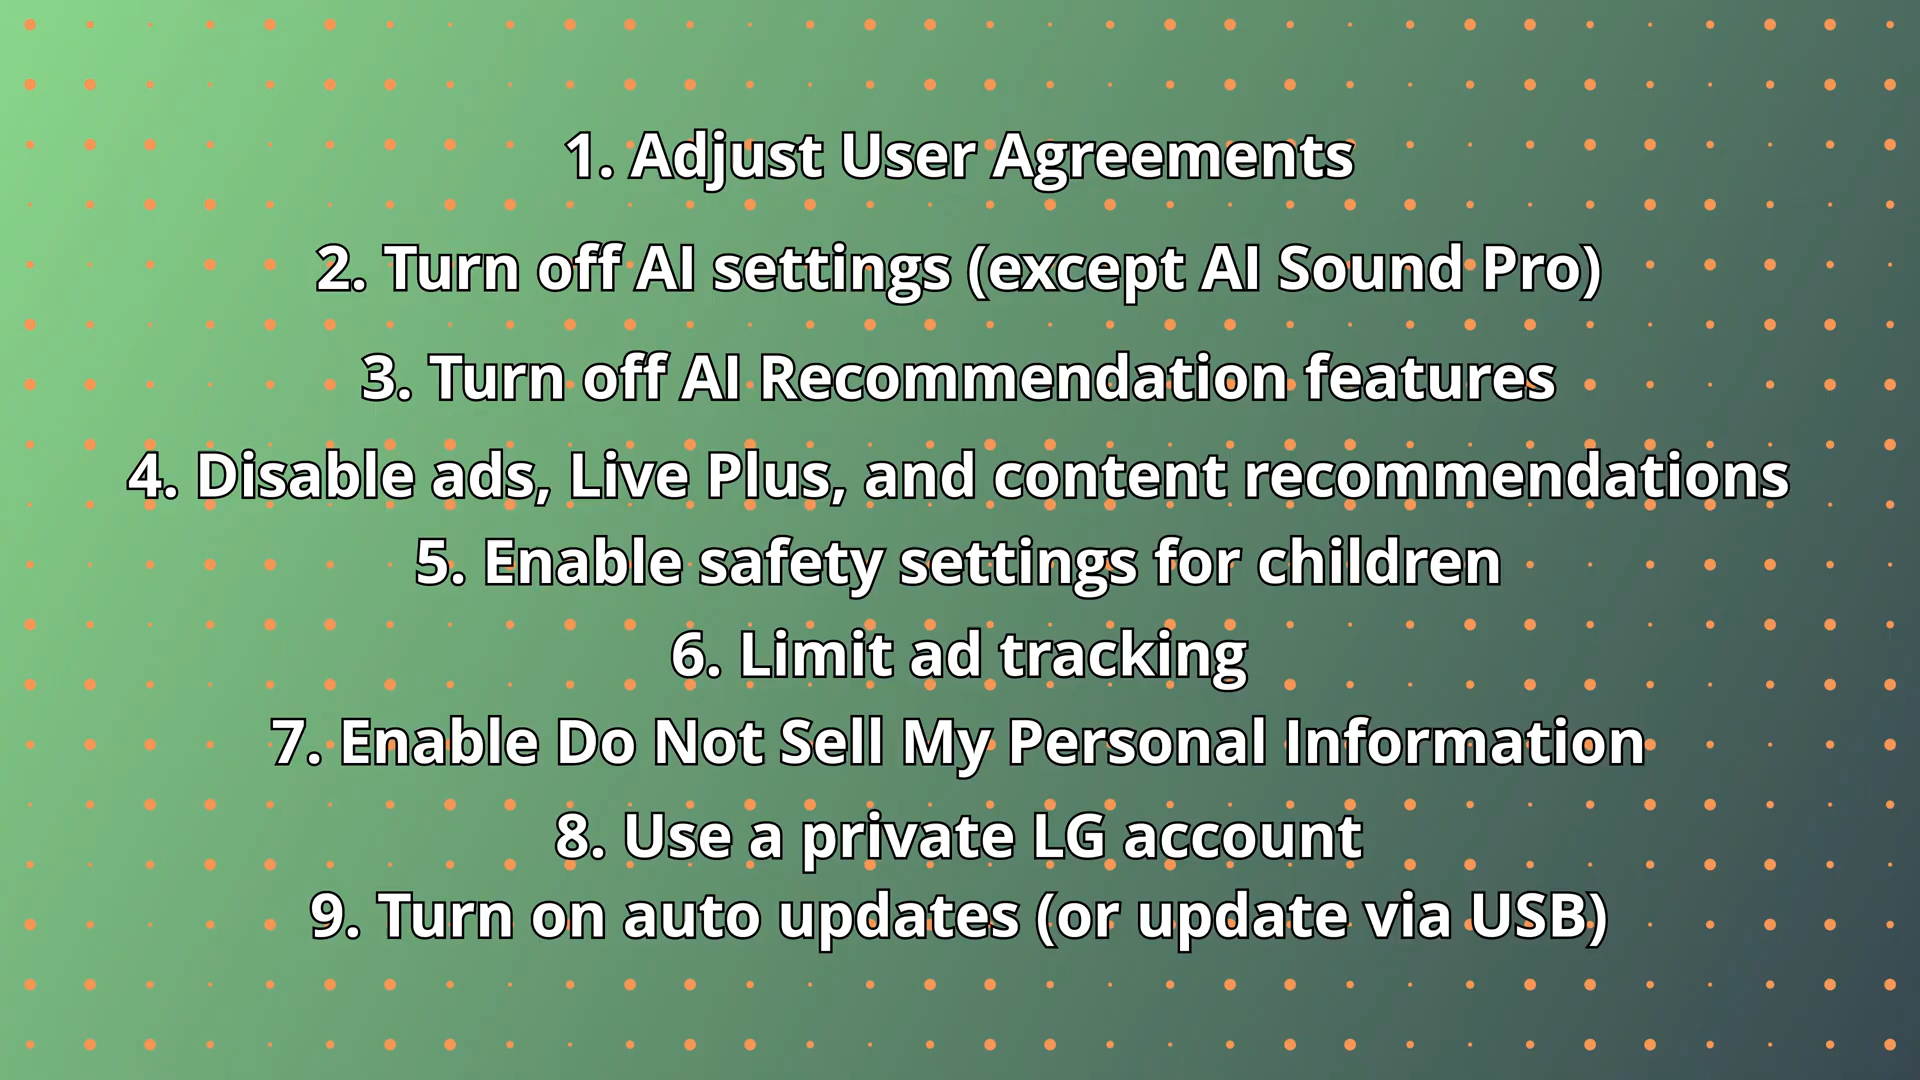 1. Adjust User Agreements
2. Turn off AI settings (except AI Sound Pro)
3. Turn off AI Recommendation features
4. Disable ads, Live Plus, and content recommendations
5. Enable safety settings for children
6. Limit ad tracking
7. Enable Do Not Sell My Personal Information
8. Use a private LG account
9. Turn on auto updates (or update via USB)